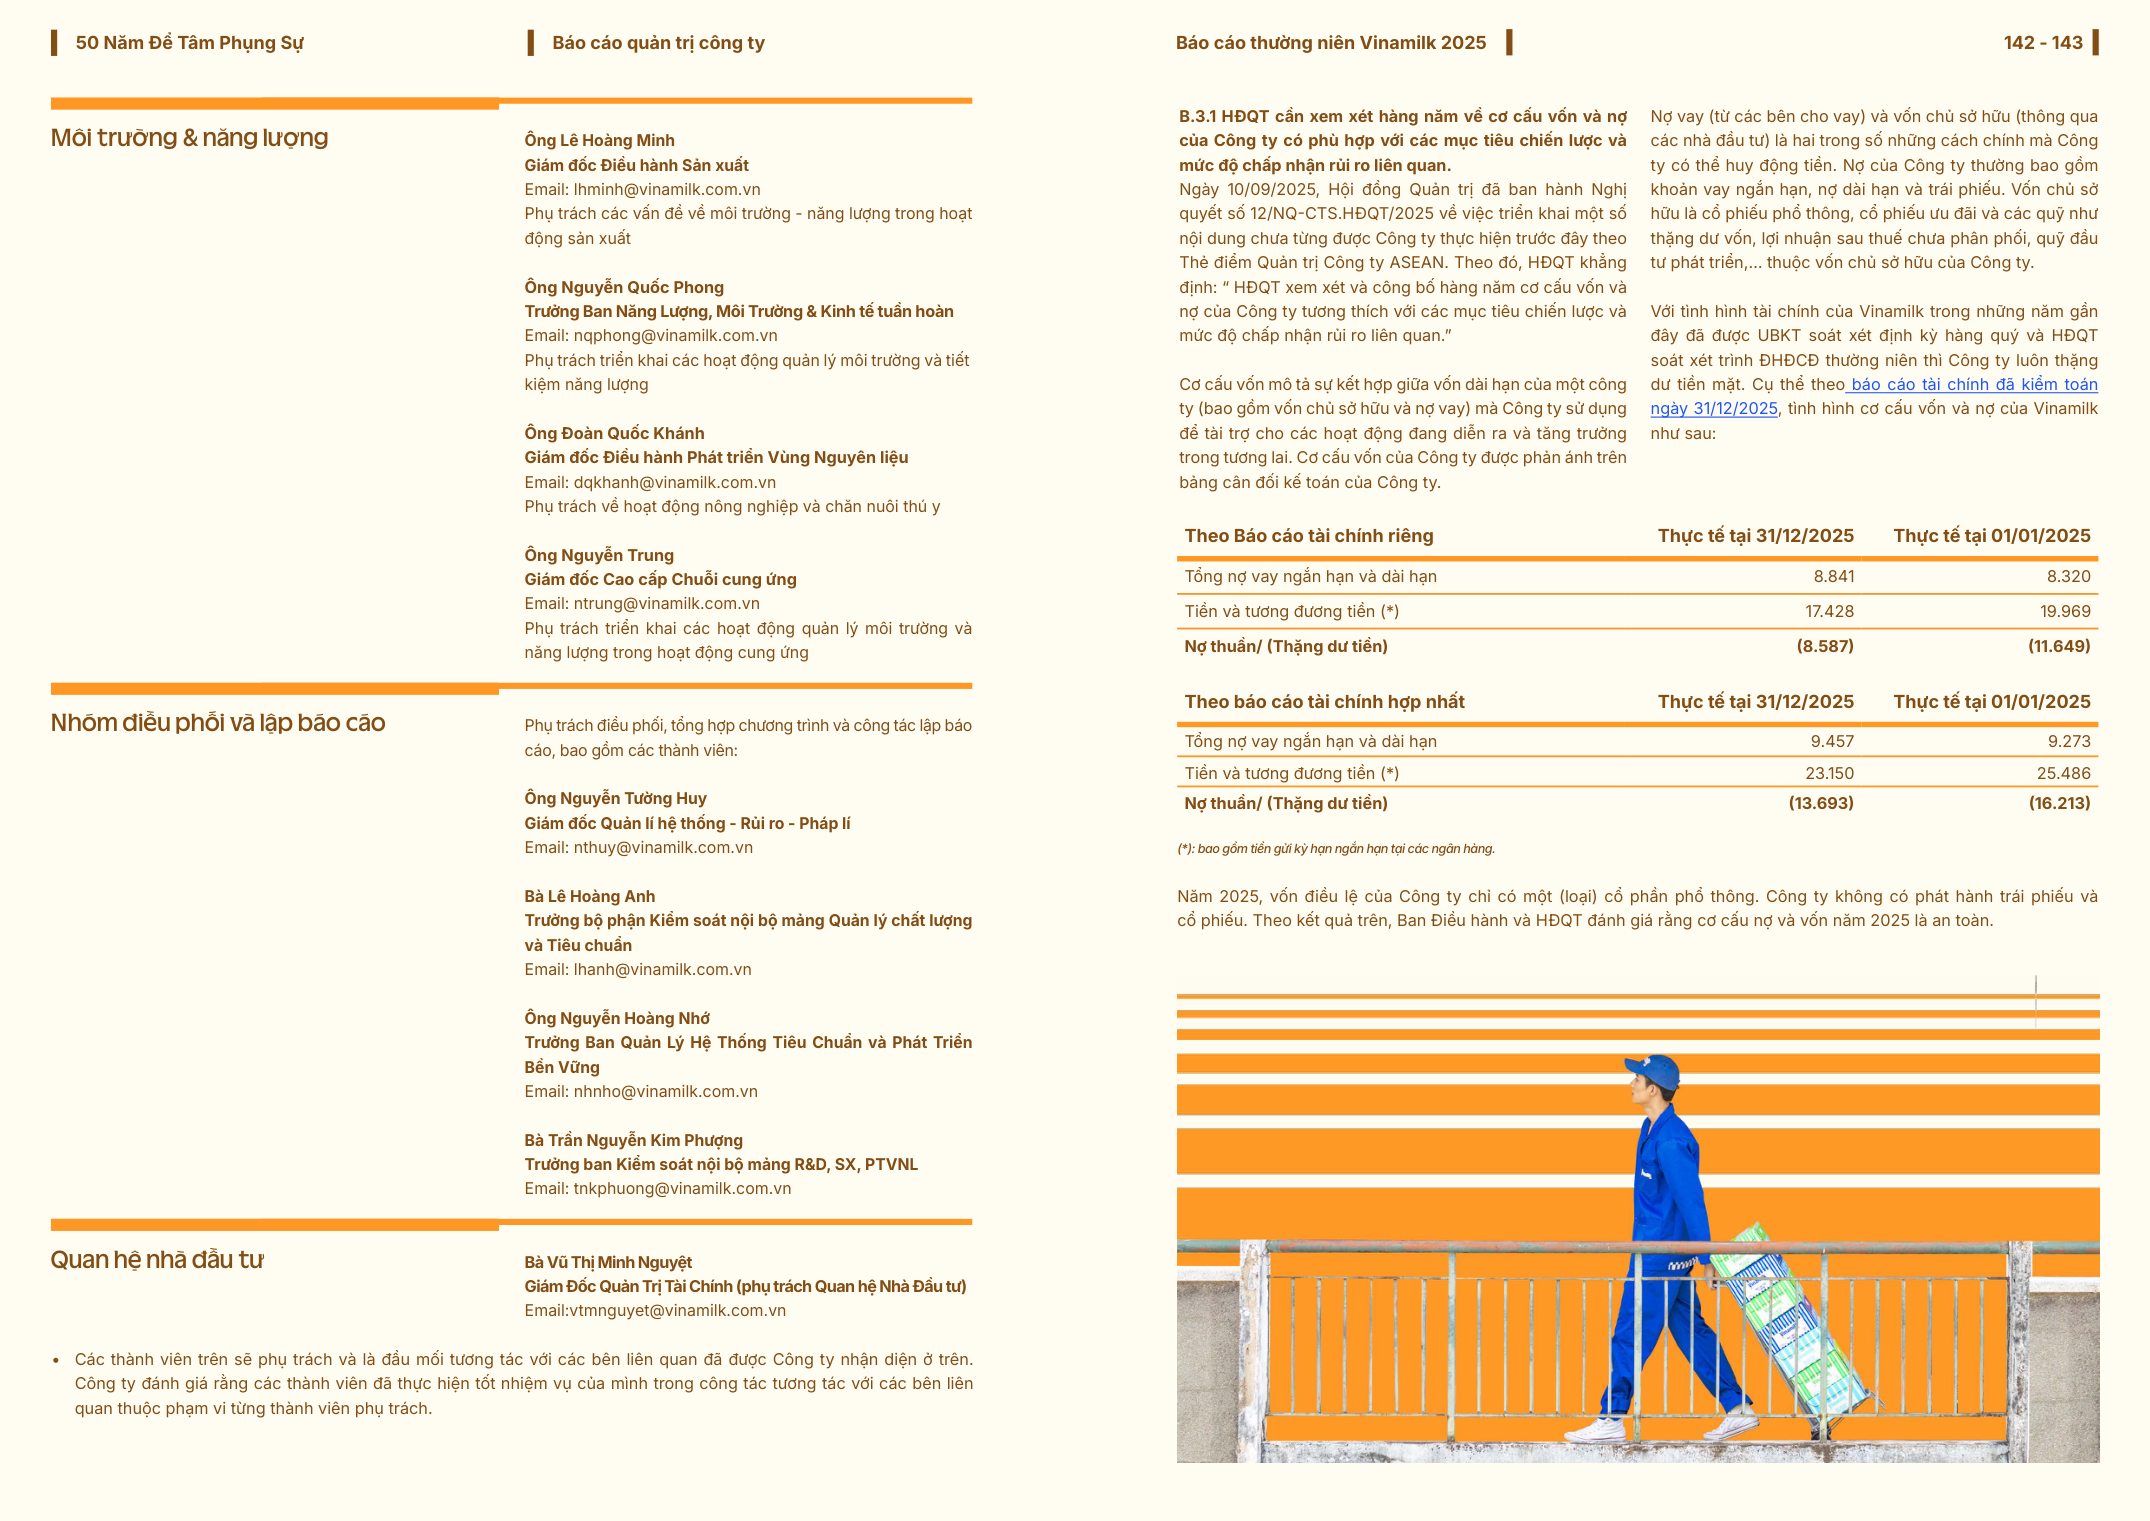 50 Năm Để Tâm Phụng Sự
Báo cáo quản trị công ty
Báo cáo thường niên Vinamilk 2025
142 - 143
Môi trường & năng lượng
Ông Lê Hoàng Minh
Giám đốc Điều hành Sản xuất
Email: lhminh@vinamilk.com.vn
Phụ trách các vấn đề về môi trường - năng lượng trong hoạt
động sản xuất
Ông Nguyễn Quốc Phong
Trưởng Ban Năng Lượng, Môi Trường & Kinh tế tuần hoàn
Email: nqphong@vinamilk.com.vn
Phụ trách triển khai các hoạt động quản lý môi trường và tiết
kiệm năng lượng
Ông Đoàn Quốc Khánh
Giám đốc Điều hành Phát triển Vùng Nguyên liệu
Email: dqkhanh@vinamilk.com.vn
Phụ trách về hoạt động nông nghiệp và chăn nuôi thú y
Ông Nguyễn Trung
Giám đốc Cao cấp Chuỗi cung ứng
Email: ntrung@vinamilk.com.vn
Phụ trách triển khai các hoạt động quản lý môi trường và
năng lượng trong hoạt động cung ứng
Nhóm điều phối và lập báo cáo
Phụ trách điều phối, tổng hợp chương trình và công tác lập báo
cáo, bao gồm các thành viên:
Ông Nguyễn Tường Huy
Giám đốc Quản lí hệ thống - Rủi ro - Pháp lí
Email: nthuy@vinamilk.com.vn
Bà Lê Hoàng Anh
Trưởng bộ phận Kiểm soát nội bộ mảng Quản lý chất lượng
và Tiêu chuẩn
Email: lhanh@vinamilk.com.vn
Ông Nguyễn Hoàng Nhớ
Trưởng Ban Quản Lý Hệ Thống Tiêu Chuẩn và Phát Triển
Bền Vững
Email: nhnho@vinamilk.com.vn
Bà Trần Nguyễn Kim Phượng
Trưởng ban Kiểm soát nội bộ mảng R&D, SX, PTVNL
Email: tnkphuong@vinamilk.com.vn
Quan hệ nhà đầu tư
Bà Vũ Thị Minh Nguyệt
Giám Đốc Quản Trị Tài Chính (phụ trách Quan hệ Nhà Đầu tư)
Email:vtmnguyet@vinamilk.com.vn
• Các thành viên trên sẽ phụ trách và là đầu mối tương tác với các bên liên quan đã được Công ty nhận diện ở trên.
Công ty đánh giá rằng các thành viên đã thực hiện tốt nhiệm vụ của mình trong công tác tương tác với các bên liên
quan thuộc phạm vi từng thành viên phụ trách.
B.3.1 HĐQT cần xem xét hàng năm về cơ cấu vốn và nợ
của Công ty có phù hợp với các mục tiêu chiến lược và
mức độ chấp nhận rủi ro liên quan.
Ngày 10/09/2025, Hội đồng Quản trị đã ban hành Nghị
quyết số 12/NQ-CTS.HĐQT/2025 về việc triển khai một số
nội dung chưa từng được Công ty thực hiện trước đây theo
Thẻ điểm Quản trị Công ty ASEAN. Theo đó, HĐQT khẳng
định: “ HĐQT xem xét và công bố hàng năm cơ cấu vốn và
nợ của Công ty tương thích với các mục tiêu chiến lược và
mức độ chấp nhận rủi ro liên quan.”
Cơ cấu vốn mô tả sự kết hợp giữa vốn dài hạn của một công
ty (bao gồm vốn chủ sở hữu và nợ vay) mà Công ty sử dụng
để tài trợ cho các hoạt động đang diễn ra và tăng trưởng
trong tương lai. Cơ cấu vốn của Công ty được phản ánh trên
bảng cân đối kế toán của Công ty.
Nợ vay (từ các bên cho vay) và vốn chủ sở hữu (thông qua
các nhà đầu tư) là hai trong số những cách chính mà Công
ty có thể huy động tiền. Nợ của Công ty thường bao gồm
khoản vay ngắn hạn, nợ dài hạn và trái phiếu. Vốn chủ sở
hữu là cổ phiếu phổ thông, cổ phiếu ưu đãi và các quỹ như
thặng dư vốn, lợi nhuận sau thuế chưa phân phối, quỹ đầu
tư phát triển,... thuộc vốn chủ sở hữu của Công ty.
Với tình hình tài chính của Vinamilk trong những năm gần
đây đã được UBKT soát xét định kỳ hàng quý và HĐQT
soát xét trình ĐHĐCĐ thường niên thì Công ty luôn thặng
dư tiền mặt. Cụ thể theo báo cáo tài chính đã kiểm toán
ngày 31/12/2025, tình hình cơ cấu vốn và nợ của Vinamilk
như sau:
Theo Báo cáo tài chính riêng Thực tế tại 31/12/2025 Thực tế tại 01/01/2025
Tổng nợ vay ngắn hạn và dài hạn 8.841 8.320
Tiền và tương đương tiền (*) 17.428 19.969
Nợ thuần/ (Thặng dư tiền) (8.587) (11.649)
Theo báo cáo tài chính hợp nhất Thực tế tại 31/12/2025 Thực tế tại 01/01/2025
Tổng nợ vay ngắn hạn và dài hạn 9.457 9.273
Tiền và tương đương tiền (*) 23.150 25.486
Nợ thuần/ (Thặng dư tiền) (13.693) (16.213)
(*): bao gồm tiền gửi kỳ hạn ngắn hạn tại các ngân hàng.
Năm 2025, vốn điều lệ của Công ty chỉ có một (loại) cổ phần phổ thông. Công ty không có phát hành trái phiếu và
cổ phiếu. Theo kết quả trên, Ban Điều hành và HĐQT đánh giá rằng cơ cấu nợ và vốn năm 2025 là an toàn.